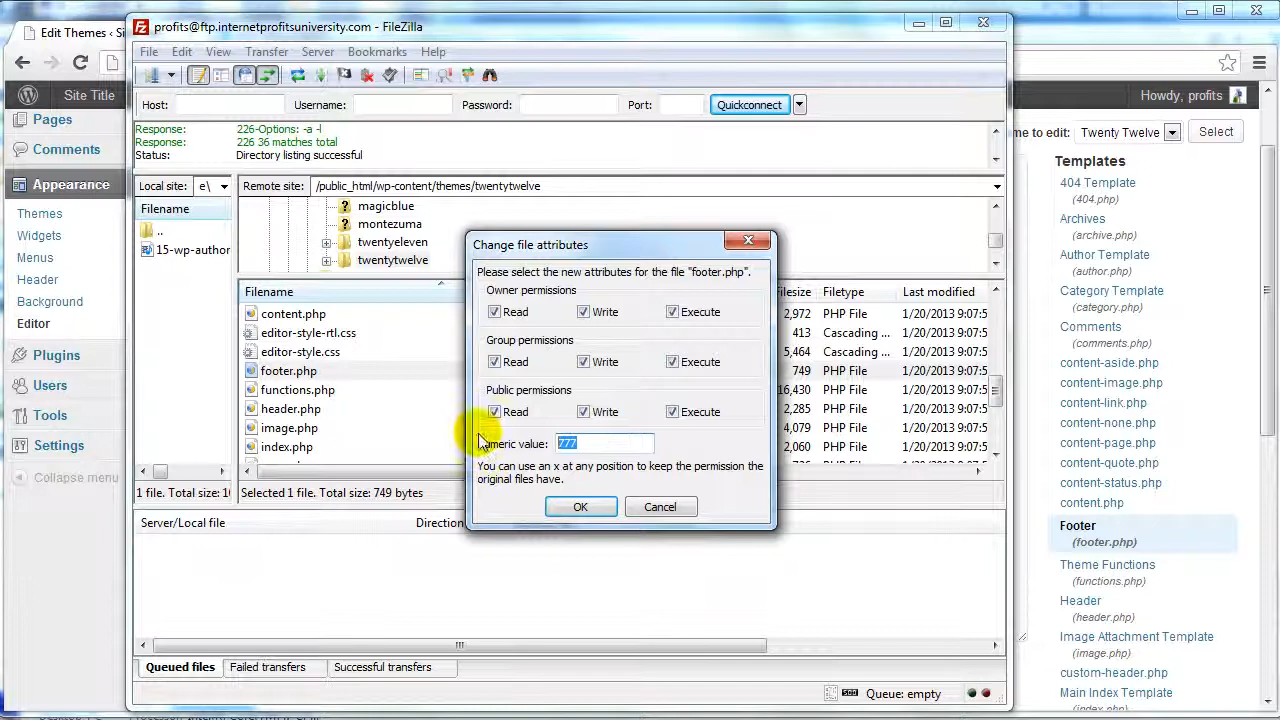 Edit Themes ‹ Si
profits@ftp.internetprofitsuniversity.com - FileZilla
File Edit View Transfer Server Bookmarks Help
Host: Username: Password: Port: Quickconnect
Response: 226-Options: -a -l
Response: 226 36 matches total
Status: Directory listing successful
Local site: e\
Remote site: /public_html/wp-content/themes/twentytwelve
Filename
..
15-wp-author
magicblue
montezuma
twentyeleven
twentytwelve
Filename Filesize Filetype Last modified
content.php 2,972 PHP File 1/20/2013 9:07:5
editor-style-rtl.css 413 Cascading ... 1/20/2013 9:07:5
editor-style.css 5,464 Cascading ... 1/20/2013 9:07:5
footer.php 749 PHP File 1/20/2013 9:07:5
functions.php 16,430 PHP File 1/20/2013 9:07:5
header.php 2,285 PHP File 1/20/2013 9:07:5
image.php 4,079 PHP File 1/20/2013 9:07:5
index.php 1/20/2013 9:07:5
1 file. Total size: 1
Selected 1 file. Total size: 749 bytes
Server/Local file Direction
Queued files Failed transfers Successful transfers
Queue: empty
Change file attributes
Please select the new attributes for the file "footer.php".
Owner permissions
Read Write Execute
Group permissions
Read Write Execute
Public permissions
Read Write Execute
umeric value: 777
You can use an x at any position to keep the permission the
original files have.
OK Cancel
Site Title
Howdy, profits
Pages
Comments
Appearance
Themes
Widgets
Menus
Header
Background
Editor
Plugins
Users
Tools
Settings
Collapse menu
me to edit: Twenty Twelve Select
Templates
404 Template
(404.php)
Archives
(archive.php)
Author Template
(author.php)
Category Template
(category.php)
Comments
(comments.php)
content-aside.php
content-image.php
content-link.php
content-none.php
content-page.php
content-quote.php
content-status.php
content.php
Footer
(footer.php)
Theme Functions
(functions.php)
Header
(header.php)
Image Attachment Template
(image.php)
custom-header.php
Main Index Template
(index.php)